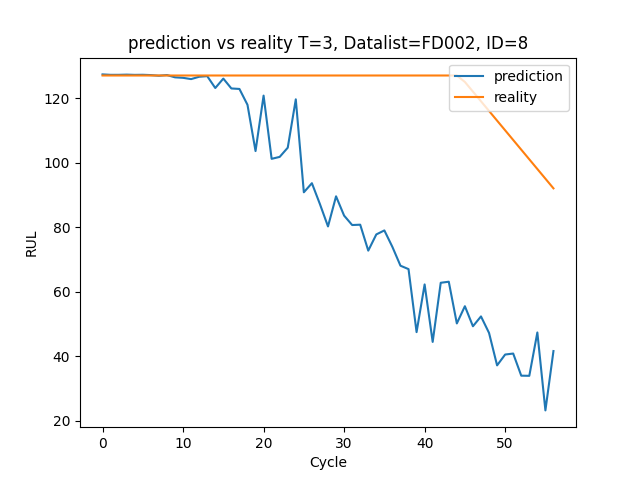 prediction vs reality T=3, Datalist=FD002, ID=8
prediction
reality
120
100
80
60
40
20
RUL
0 10 20 30 40 50
Cycle